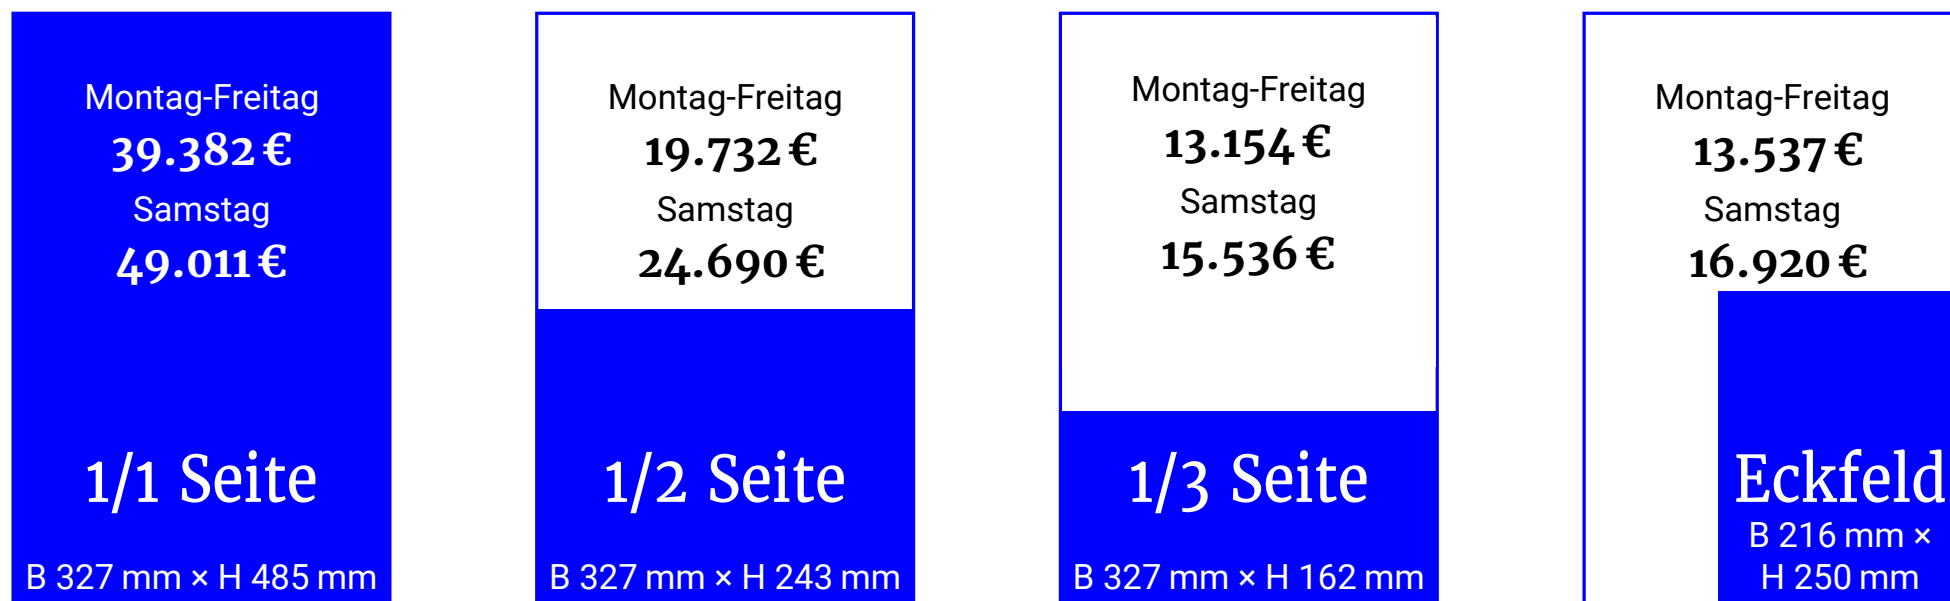 Montag-Freitag
39.382 €
Samstag
49.011 €
1/1 Seite
B 327 mm × H 485 mm
Montag-Freitag
19.732 €
Samstag
24.690 €
1/2 Seite
B 327 mm × H 243 mm
Montag-Freitag
13.154 €
Samstag
15.536 €
1/3 Seite
B 327 mm × H 162 mm
Montag-Freitag
13.537 €
Samstag
16.920 €
Eckfeld
B 216 mm ×
H 250 mm